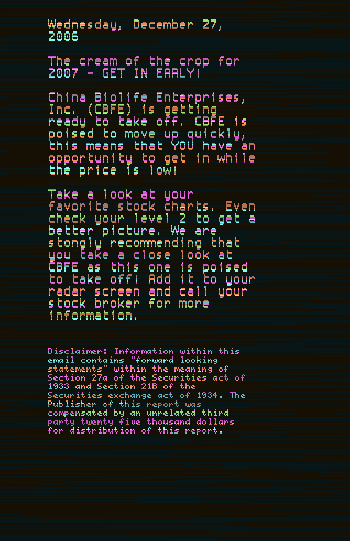 Wednesday, December 27,
2006
The cream of the crop for
2007 - GET IN EARLY!
China Biolife Enterprises,
Inc. (CBFE) is getting
ready to take off. CBFE is
poised to move up quickly,
this means that YOU have an
opportunity to get in while
the price is low!
Take a look at your
favorite stock charts. Even
check your level 2 to get a
better picture. We are
stongly recommending that
you take a close look at
CBFE as this one is poised
to take off! Add it to your
radar screen and call your
stock broker for more
information.
Disclaimer: Information within this
email contains "forward looking
statements" within the meaning of
Section 27a of the Securities act of
1933 and Section 21B of the
Securities exchange act of 1934. The
Publisher of this report was
compensated by an unrelated third
party twenty five thousand dollars
for distribution of this report.